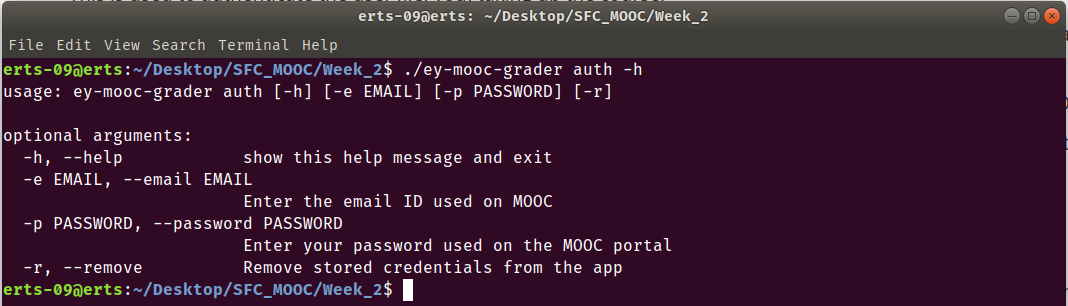 erts-09@erts: ~/Desktop/SFC_MOOC/Week_2
File Edit View Search Terminal Help
erts-09@erts:~/Desktop/SFC_MOOC/Week_2$ ./ey-mooc-grader auth -h
usage: ey-mooc-grader auth [-h] [-e EMAIL] [-p PASSWORD] [-r]
optional arguments:
-h, --help show this help message and exit
-e EMAIL, --email EMAIL
Enter the email ID used on MOOC
-p PASSWORD, --password PASSWORD
Enter your password used on the MOOC portal
-r, --remove Remove stored credentials from the app
erts-09@erts:~/Desktop/SFC_MOOC/Week_2$